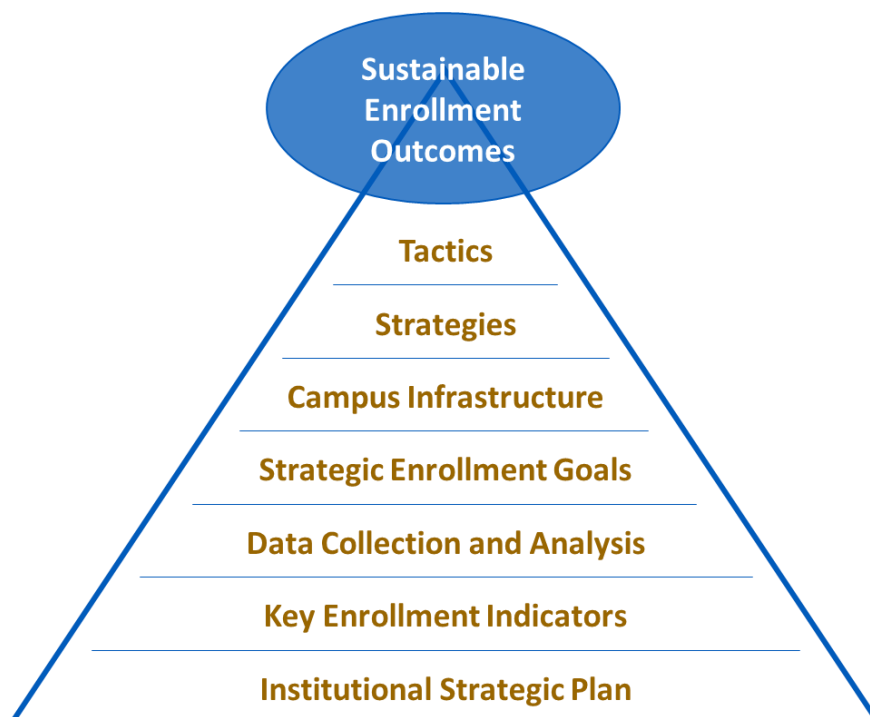 Sustainable
Enrollment
Outcomes
Tactics
Strategies
Campus Infrastructure
Strategic Enrollment Goals
Data Collection and Analysis
Key Enrollment Indicators
Institutional Strategic Plan